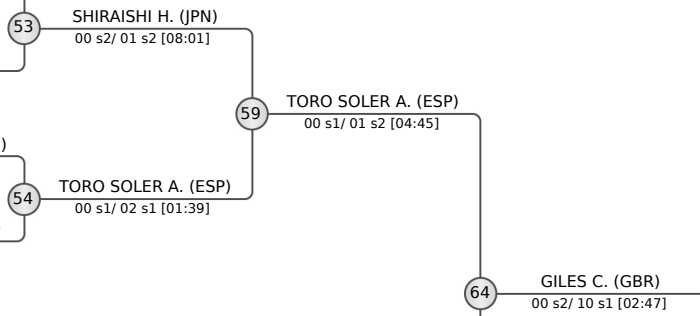 53
SHIRAISHI H. (JPN)
00 s2/ 01 s2 [08:01]
59
TORO SOLER A. (ESP)
00 s1/ 01 s2 [04:45]
)
54
TORO SOLER A. (ESP)
00 s1/ 02 s1 [01:39]
64
GILES C. (GBR)
00 s2/ 10 s1 [02:47]